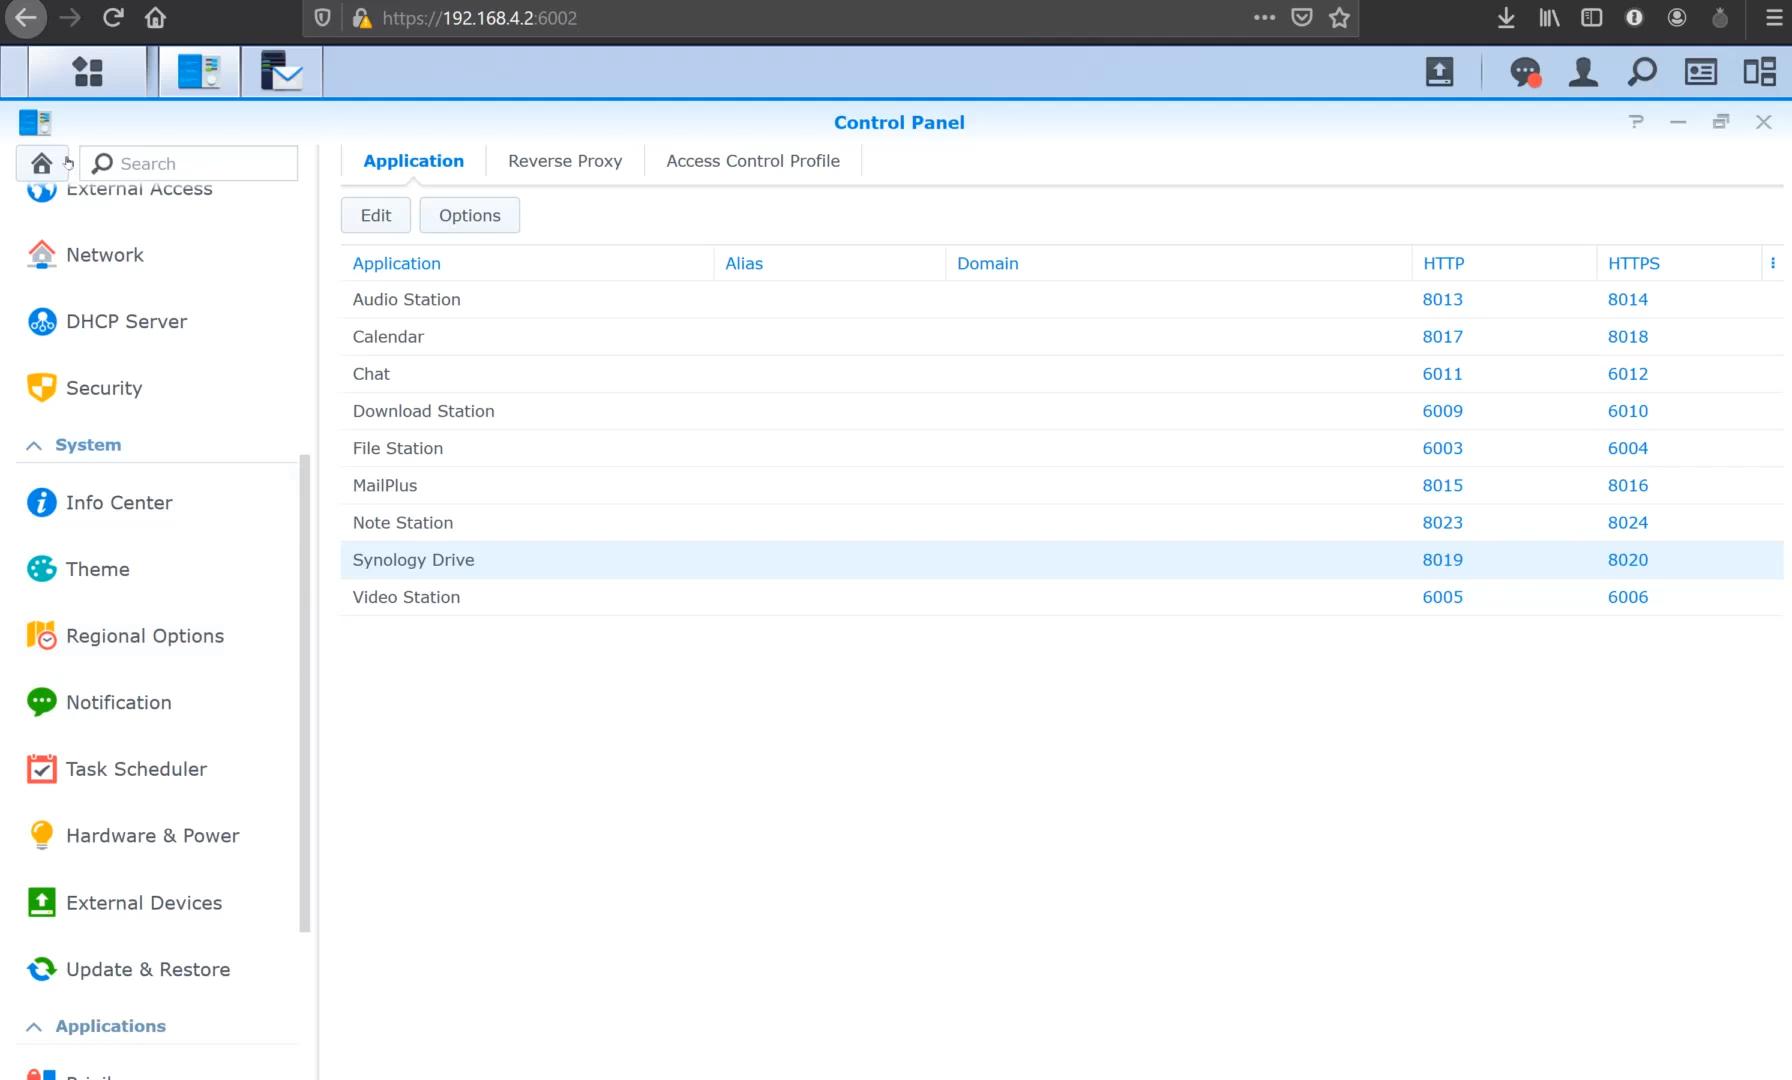 https://192.168.4.2:6002
Control Panel
Search
External Access
Network
DHCP Server
Security
System
Info Center
Theme
Regional Options
Notification
Task Scheduler
Hardware & Power
External Devices
Update & Restore
Applications
Application Reverse Proxy Access Control Profile
Edit Options
Application Alias Domain HTTP HTTPS
Audio Station 8013 8014
Calendar 8017 8018
Chat 6011 6012
Download Station 6009 6010
File Station 6003 6004
MailPlus 8015 8016
Note Station 8023 8024
Synology Drive 8019 8020
Video Station 6005 6006